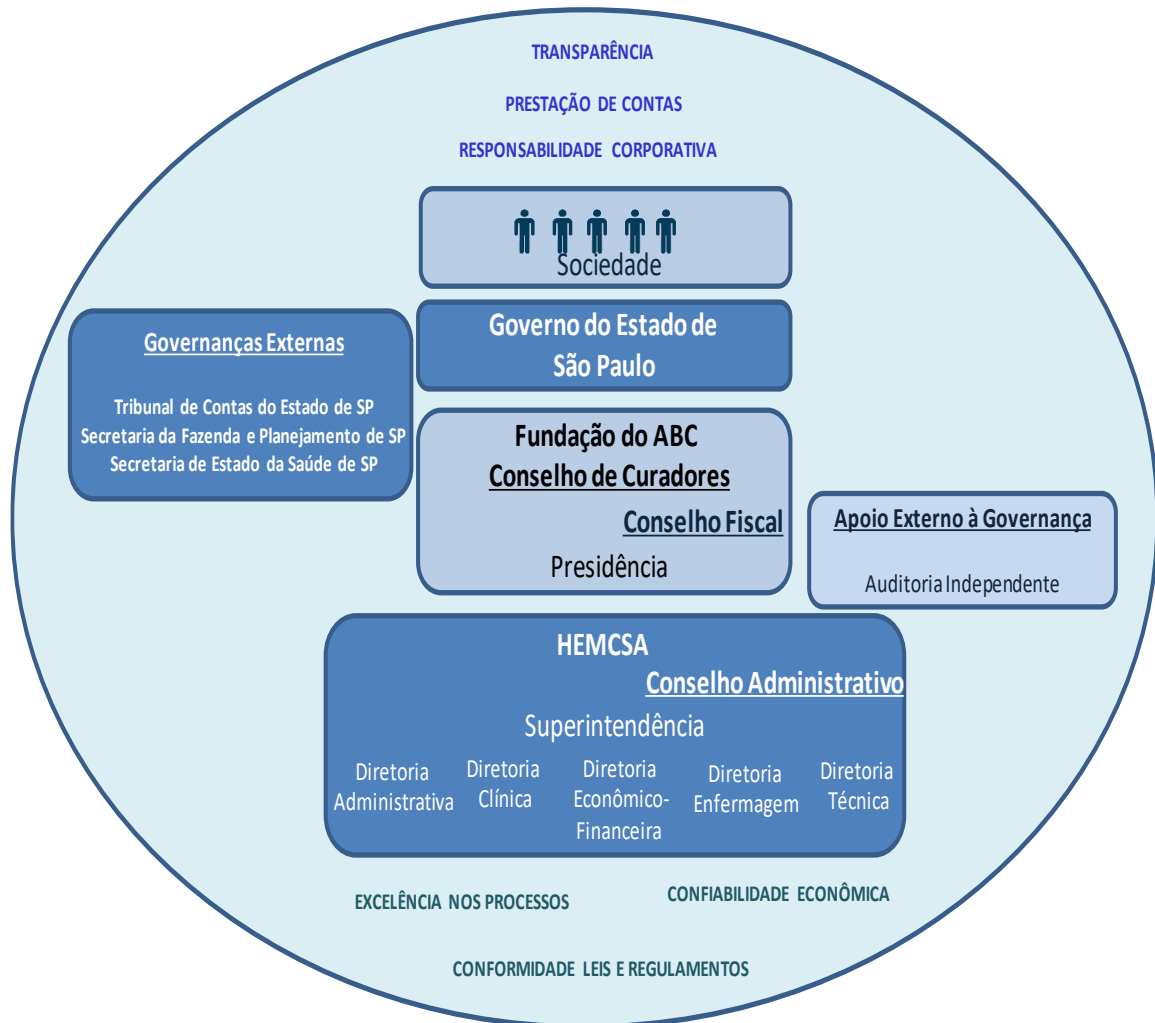 TRANSPARÊNCIA
PRESTAÇÃO DE CONTAS
RESPONSABILIDADE CORPORATIVA
Sociedade
Governo do Estado de
São Paulo
Governanças Externas
Tribunal de Contas do Estado de SP
Secretaria da Fazenda e Planejamento de SP
Secretaria de Estado da Saúde de SP
Fundação do ABC
Conselho de Curadores
Conselho Fiscal
Presidência
Apoio Externo à Governança
Auditoria Independente
HEMCSA
Conselho Administrativo
Superintendência
Diretoria
Administrativa
Diretoria
Clínica
Diretoria
Econômico-
Financeira
Diretoria
Enfermagem
Diretoria
Técnica
EXCELÊNCIA NOS PROCESSOS
CONFIABILIDADE ECONÔMICA
CONFORMIDADE LEIS E REGULAMENTOS